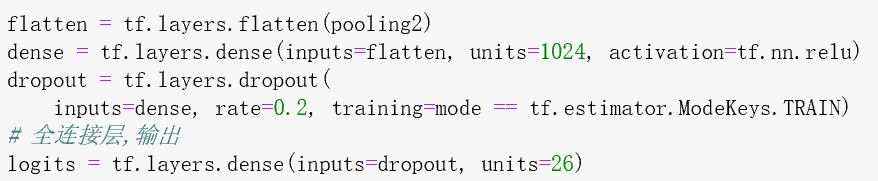 flatten = tf.layers.flatten(pooling2)
dense = tf.layers.dense(inputs=flatten, units=1024, activation=tf.nn.relu)
dropout = tf.layers.dropout(
    inputs=dense, rate=0.2, training=mode == tf.estimator.ModeKeys.TRAIN)
# 全连接层,输出
logits = tf.layers.dense(inputs=dropout, units=26)